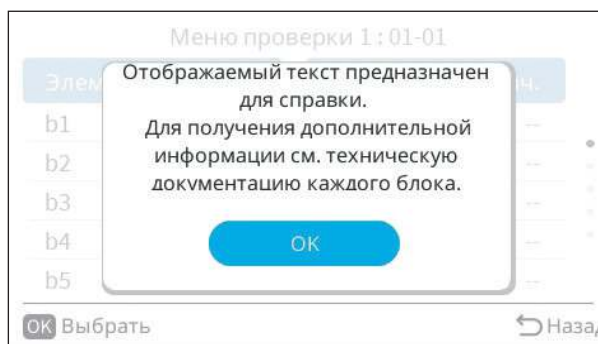 Меню проверки 1:01-01
Отображаемый текст предназначен
для справки.
Для получения дополнительной
информации см. техническую
документацию каждого блока.
OK
b1 --
b2 --
b3 --
b4 --
b5 --
OK Выбрать